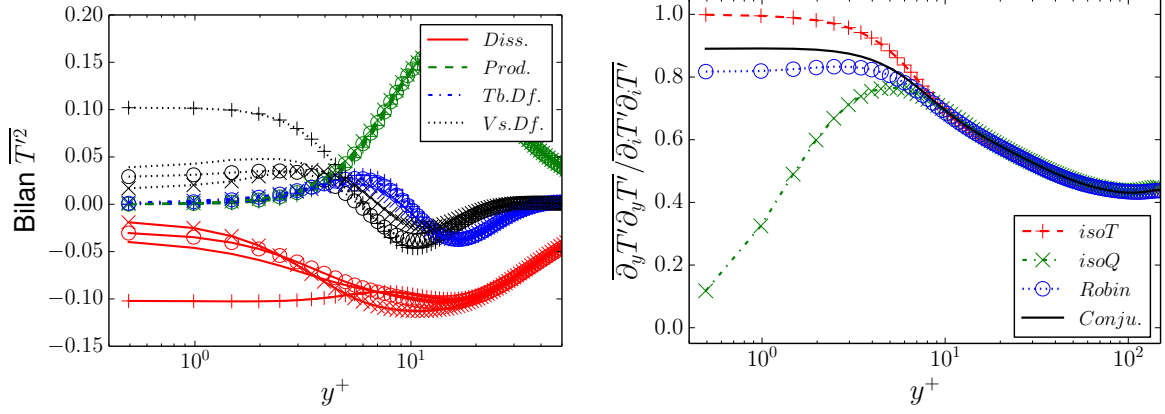 Bilan T'²
0.15
0.10
0.05
0.00
−0.05
−0.10
−0.15
10⁰
10¹
y⁺
Diss.
Prod.
Tb.Df.
Vs.Df.
∂yT'∂yT'/∂iT'∂iT'
1.0
0.8
0.6
0.4
0.2
0.0
10⁰
10¹
10²
y⁺
isoT
isoQ
Robin
Conju.